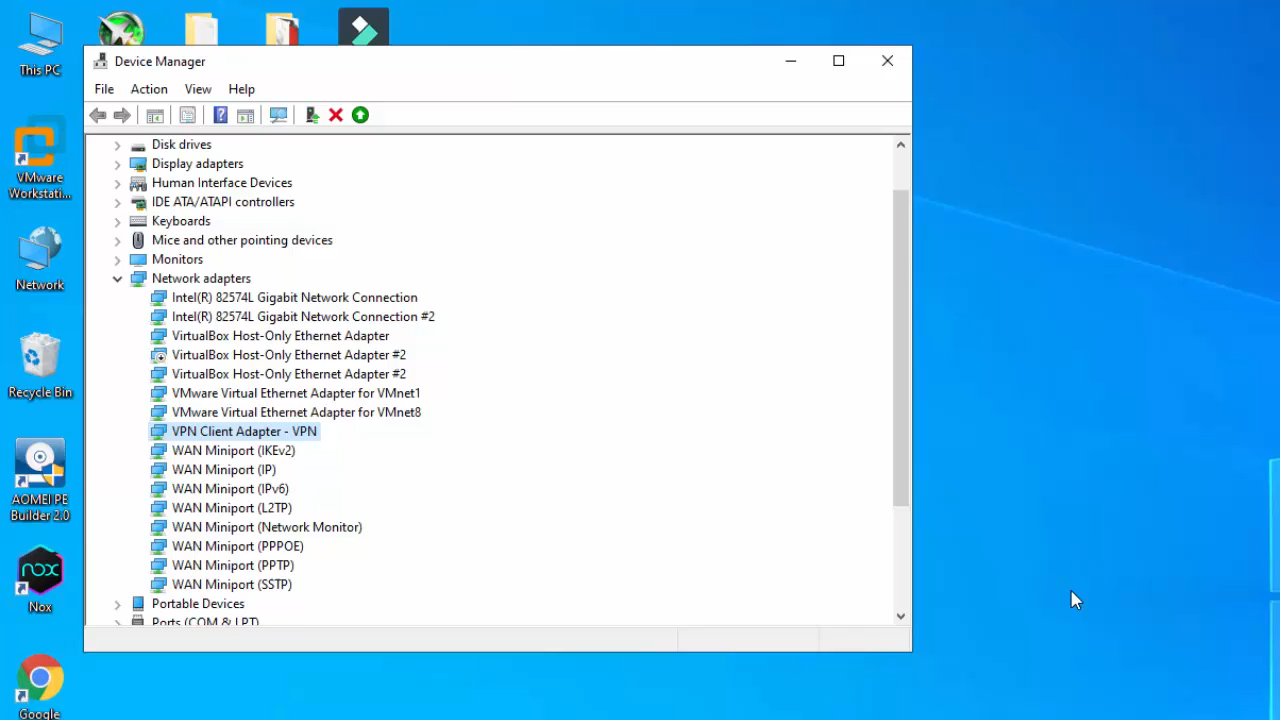 This PC
VMware
Workstati...
Network
Recycle Bin
AOMEI PE
Builder 2.0
nox
Nox
Google
Device Manager
File Action View Help
Disk drives
Display adapters
Human Interface Devices
IDE ATA/ATAPI controllers
Keyboards
Mice and other pointing devices
Monitors
Network adapters
Intel(R) 82574L Gigabit Network Connection
Intel(R) 82574L Gigabit Network Connection #2
VirtualBox Host-Only Ethernet Adapter
VirtualBox Host-Only Ethernet Adapter #2
VirtualBox Host-Only Ethernet Adapter #2
VMware Virtual Ethernet Adapter for VMnet1
VMware Virtual Ethernet Adapter for VMnet8
VPN Client Adapter - VPN
WAN Miniport (IKEv2)
WAN Miniport (IP)
WAN Miniport (IPv6)
WAN Miniport (L2TP)
WAN Miniport (Network Monitor)
WAN Miniport (PPPOE)
WAN Miniport (PPTP)
WAN Miniport (SSTP)
Portable Devices
Ports (COM & LPT)